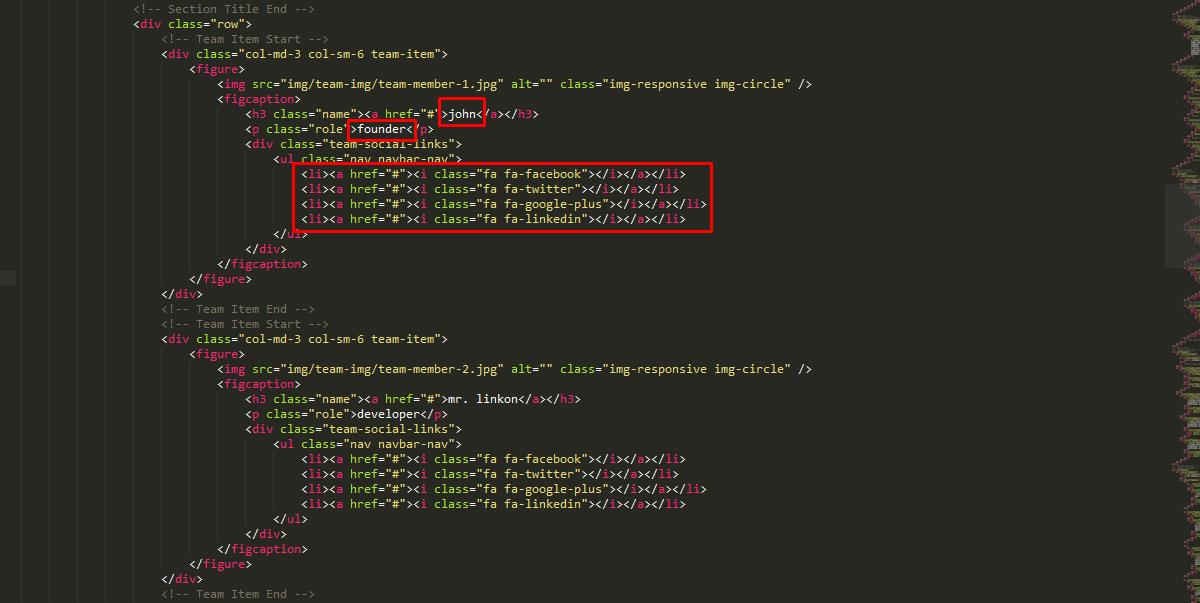 <!-- Section Title End -->
<div class="row">
<!-- Team Item Start -->
<div class="col-md-3 col-sm-6 team-item">
<figure>
<img src="img/team-img/team-member-1.jpg" alt="" class="img-responsive img-circle" />
<figcaption>
<h3 class="name"><a href="#">john</a></h3>
<p class="role">founder</p>
<div class="team-social-links">
<ul class="nav navbar-nav">
<li><a href="#"><i class="fa fa-facebook"></i></a></li>
<li><a href="#"><i class="fa fa-twitter"></i></a></li>
<li><a href="#"><i class="fa fa-google-plus"></i></a></li>
<li><a href="#"><i class="fa fa-linkedin"></i></a></li>
</ul>
</div>
</figcaption>
</figure>
</div>
<!-- Team Item End -->
<!-- Team Item Start -->
<div class="col-md-3 col-sm-6 team-item">
<figure>
<img src="img/team-img/team-member-2.jpg" alt="" class="img-responsive img-circle" />
<figcaption>
<h3 class="name"><a href="#">mr. linkon</a></h3>
<p class="role">developer</p>
<div class="team-social-links">
<ul class="nav navbar-nav">
<li><a href="#"><i class="fa fa-facebook"></i></a></li>
<li><a href="#"><i class="fa fa-twitter"></i></a></li>
<li><a href="#"><i class="fa fa-google-plus"></i></a></li>
<li><a href="#"><i class="fa fa-linkedin"></i></a></li>
</ul>
</div>
</figcaption>
</figure>
</div>
<!-- Team Item End -->